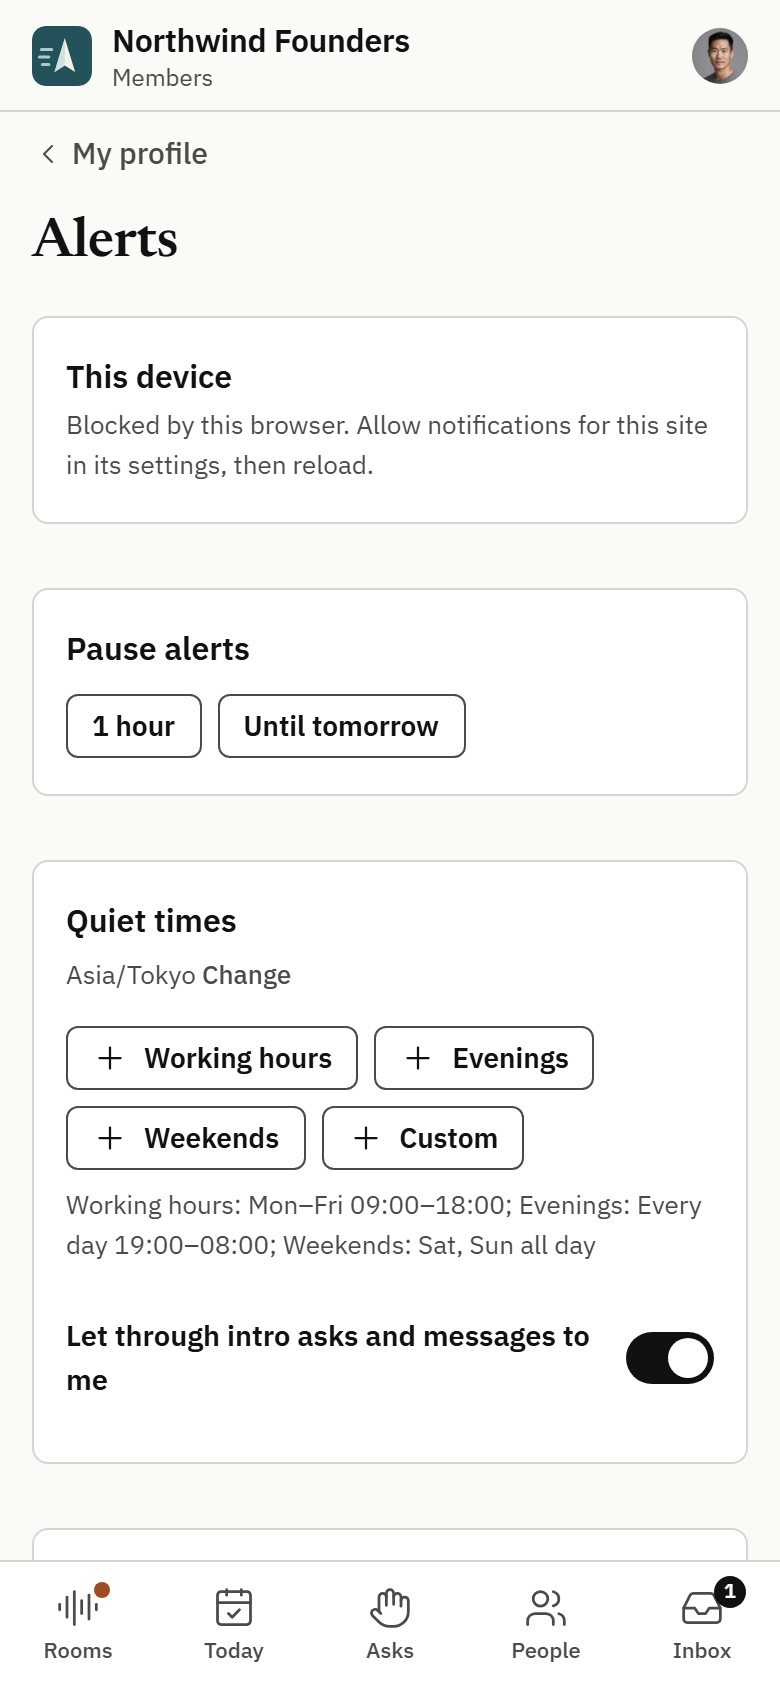 Northwind Founders
Members
My profile
Alerts
This device
Blocked by this browser. Allow notifications for this site
in its settings, then reload.
Pause alerts
1 hour
Until tomorrow
Quiet times
Asia/Tokyo Change
Working hours
Evenings
Weekends
Custom
Working hours: Mon–Fri 09:00–18:00; Evenings: Every
day 19:00–08:00; Weekends: Sat, Sun all day
Let through intro asks and messages to
me
Rooms
Today
Asks
People
1
Inbox